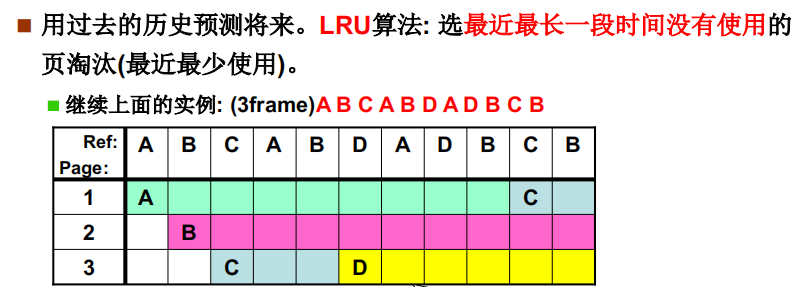 用过去的历史预测将来。LRU算法: 选最近最长一段时间没有使用的
页淘汰(最近最少使用)。
继续上面的实例: (3frame)A B C A B D A D B C B
Ref: A B C A B D A D B C B
Page:
1 A C
2 B
3 C D